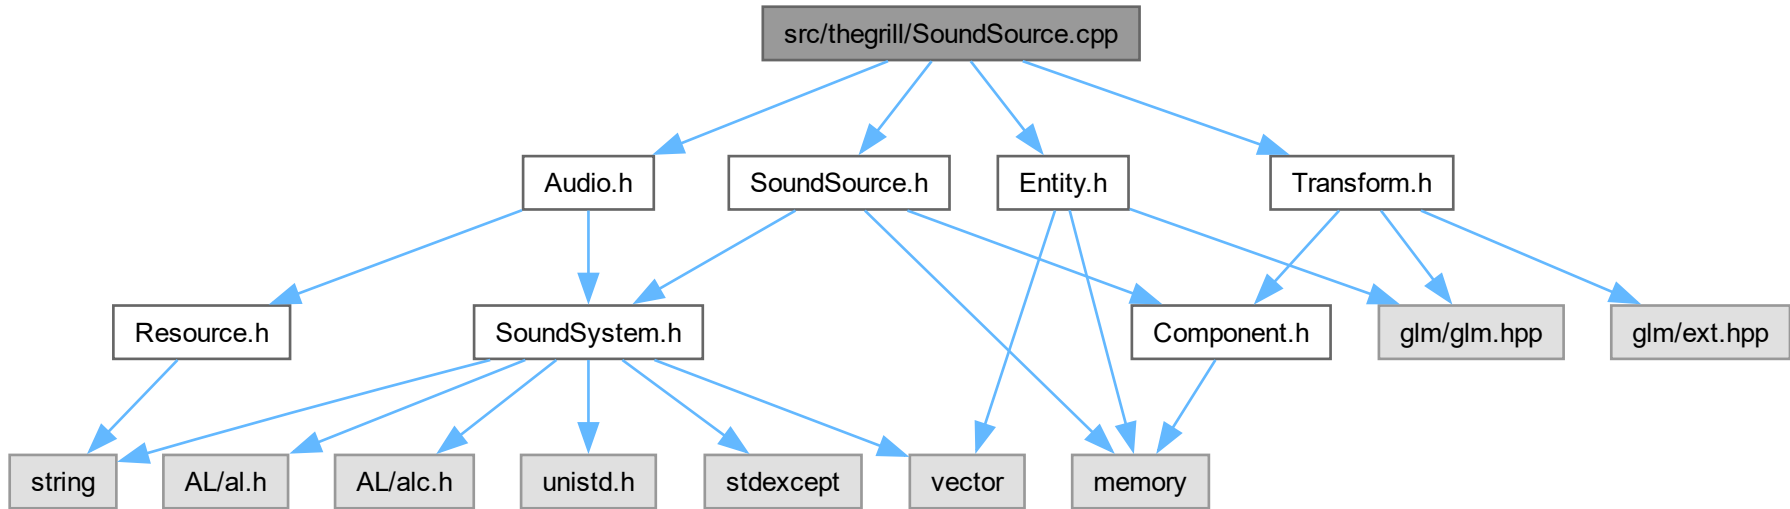 src/thegrill/SoundSource.cpp
Audio.h
SoundSource.h
Entity.h
Transform.h
Resource.h
SoundSystem.h
Component.h
glm/glm.hpp
glm/ext.hpp
string
AL/al.h
AL/alc.h
unistd.h
stdexcept
vector
memory